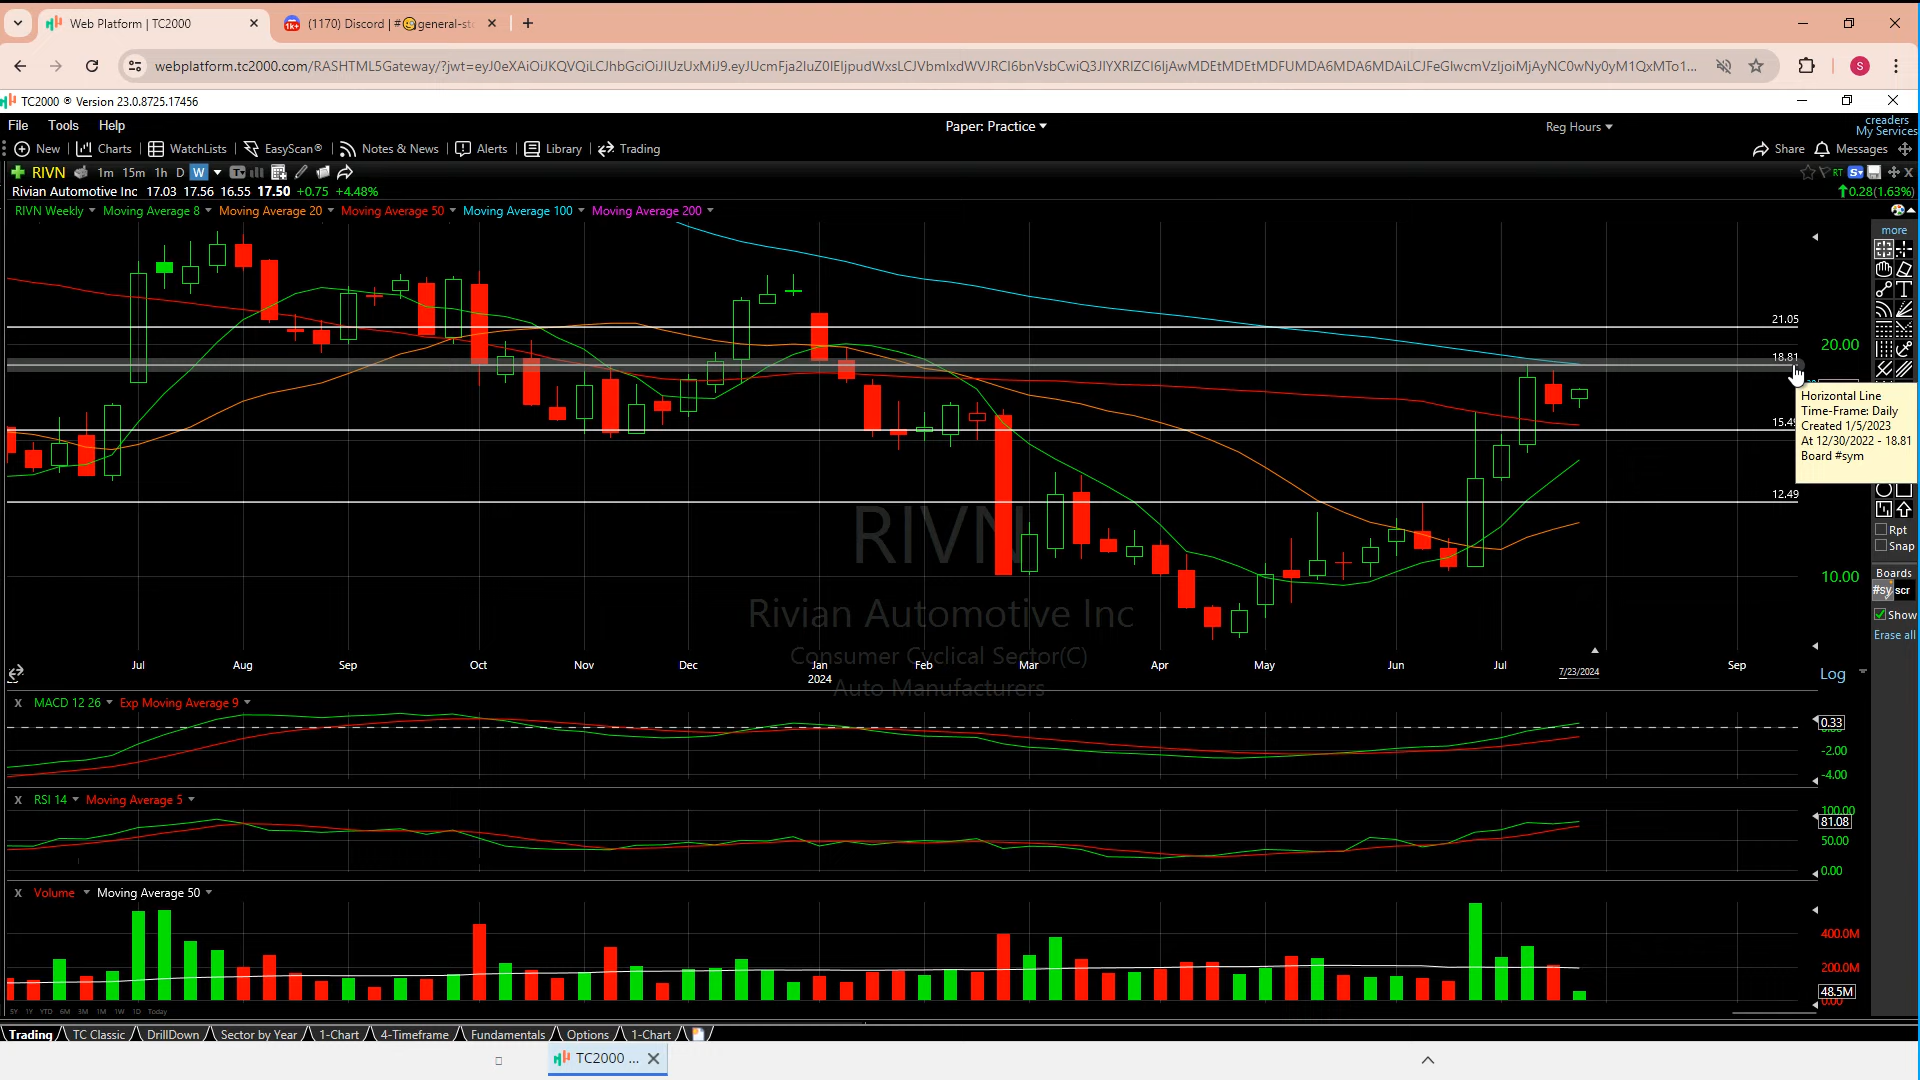 Web Platform | TC2000
(1170) Discord | #😀general-st
webplatform.tc2000.com/RASHTML5Gateway/?jwt=
S
TC2000 ® Version 23.0.8725.17456
File Tools Help
Paper: Practice
Reg Hours
creaders
My Services
New Charts WatchLists EasyScan® Notes & News Alerts Library Trading
Share Messages
RIVN 1m 15m 1h D W
RT
Rivian Automotive Inc 17.03 17.56 16.55 17.50 +0.75 +4.48%
0.28(1.63%)
RIVN Weekly Moving Average 8 Moving Average 20 Moving Average 50 Moving Average 100 Moving Average 200
more
21.05
20.00
18.81
Horizontal Line
Time-Frame: Daily
Created 1/5/2023
At 12/30/2022 - 18.81
Board #sym
12.49
RIVN
Rivian Automotive Inc
Consumer Cyclical Sector(C)
Auto Manufacturers
10.00
Rpt
Snap
Boards
#sy scr
Show
Erase all
Jul Aug Sep Oct Nov Dec Jan Feb Mar Apr May Jun Jul 7/23/2024 Sep
2024
Log
MACD 12 26 Exp Moving Average 9
0.33
-2.00
-4.00
RSI 14 Moving Average 5
100.00
81.08
50.00
0.00
Volume Moving Average 50
400.0M
200.0M
48.5M
5Y 1Y YTD 6M 3M 1M 1W 1D Today
Trading TC Classic DrillDown Sector by Year 1-Chart 4-Timeframe Fundamentals Options 1-Chart
TC2000 ...